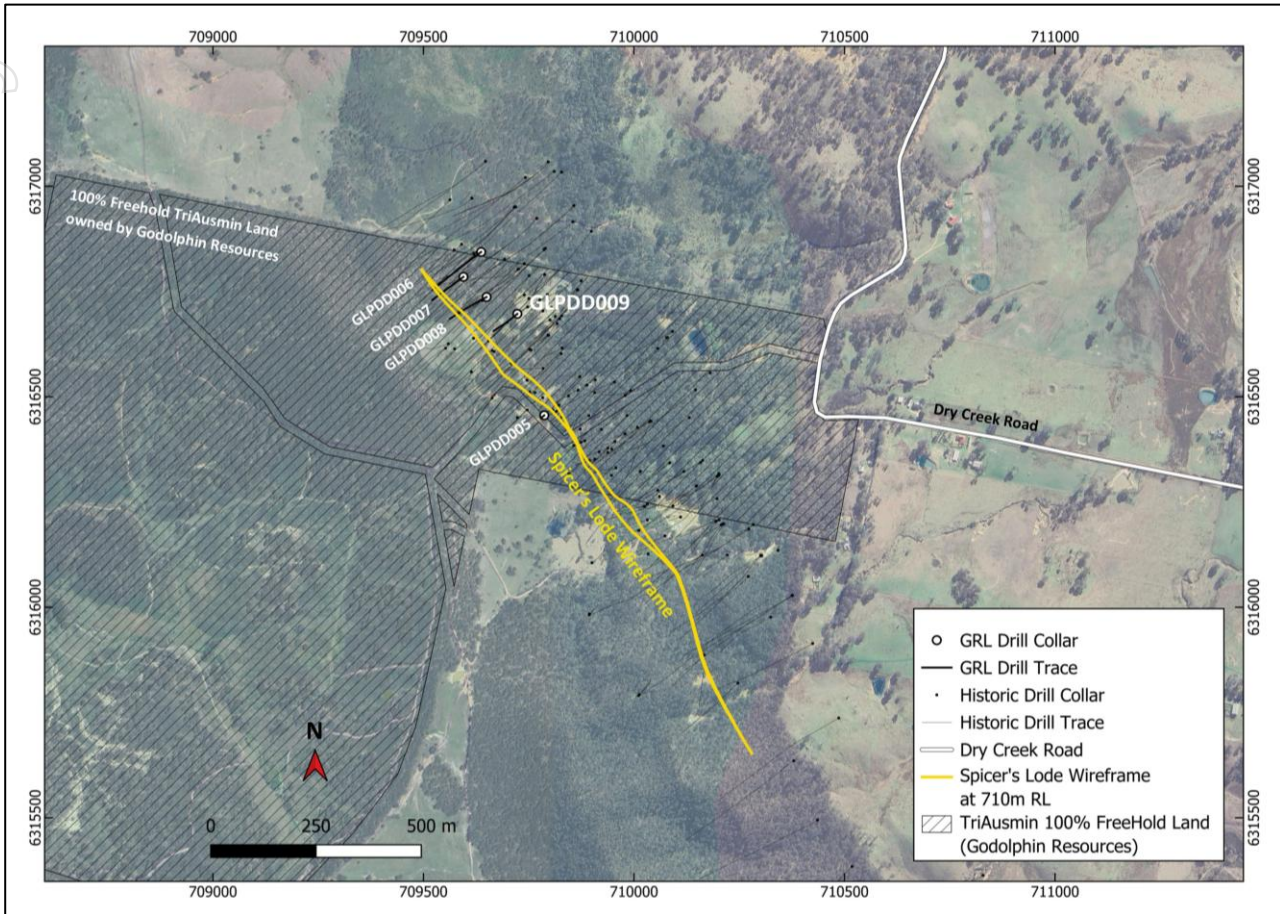 709000 709500 710000 710500 711000
6317000
6317000
100% Freehold TriAusmin Land
owned by Godolphin Resources
GLPDD006
GLPDD007
GLPDD008
GLPDD009
6316500
6316500
GLPDD005
Dry Creek Road
Spicer's Lode Wireframe
6316000
6316000
GRL Drill Collar
GRL Drill Trace
Historic Drill Collar
Historic Drill Trace
Dry Creek Road
Spicer's Lode Wireframe
at 710m RL
TriAusmin 100% FreeHold Land
(Godolphin Resources)
N
0 250 500 m
6315500
6315500
709000 709500 710000 710500 711000